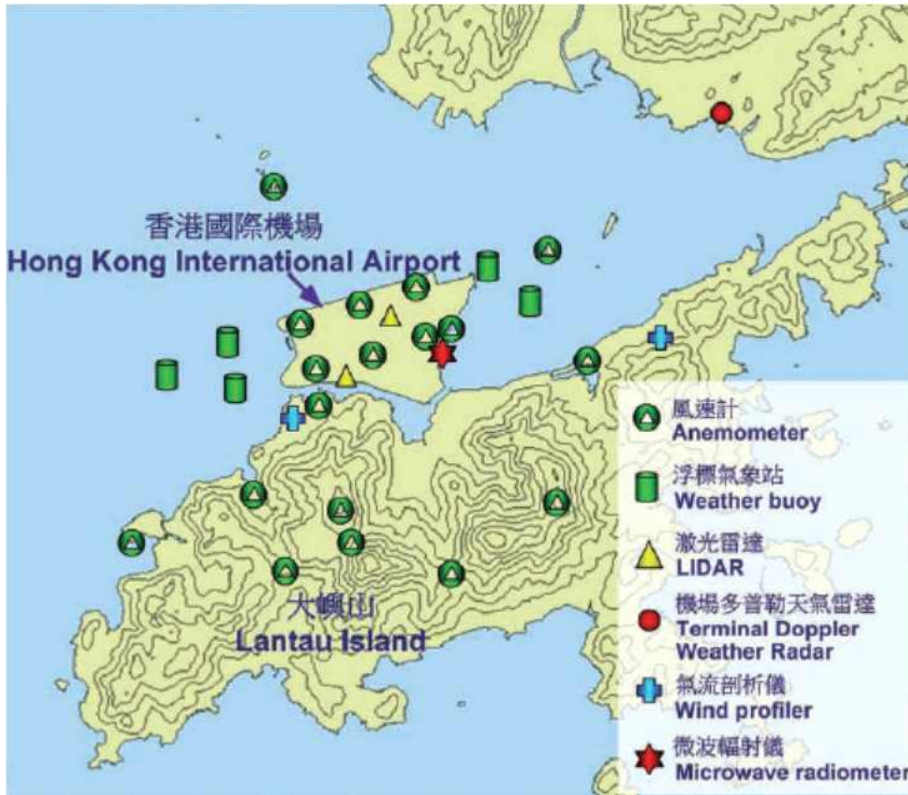 香港國際機場
Hong Kong International Airport
大嶼山
Lantau Island
風速計
Anemometer
浮標氣象站
Weather buoy
激光雷達
LIDAR
機場多普勒天氣雷達
Terminal Doppler
Weather Radar
氣流剖析儀
Wind profiler
微波輻射儀
Microwave radiometer